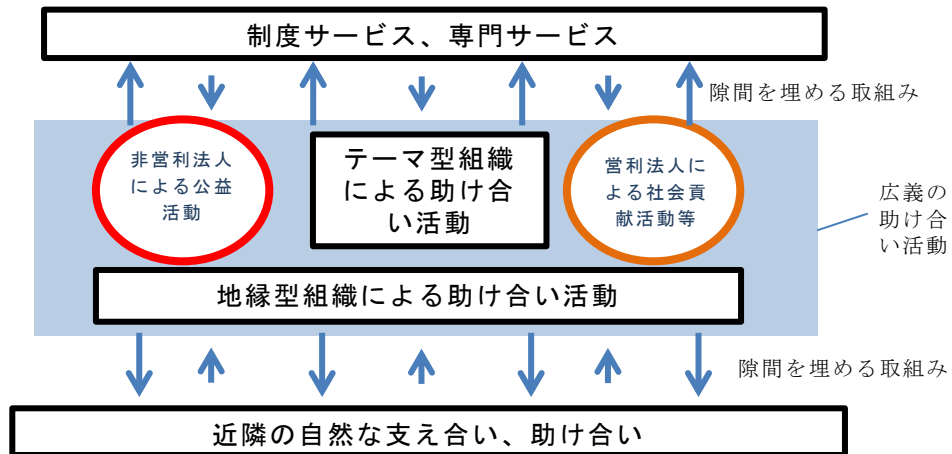 制度サービス、専門サービス
隙間を埋める取組み
非営利法人
による公益
活動
テーマ型組織
による助け合
い活動
営利法人に
よる社会貢
献活動等
広義の
助け合
い活動
地縁型組織による助け合い活動
隙間を埋める取組み
近隣の自然な支え合い、助け合い